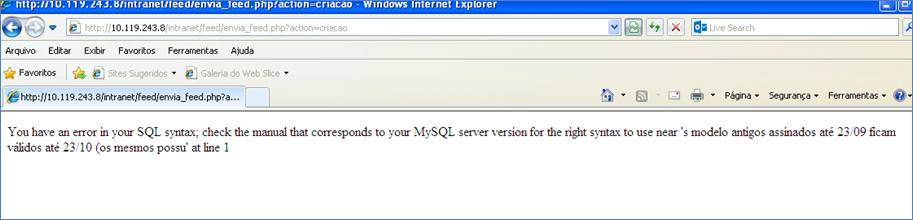 http://10.119.243.8/intranet/feed/envia_feed.php?action=criacao - Windows Internet Explorer
http://10.119.243.8/intranet/feed/envia_feed.php?action=criacao
Live Search
Arquivo Editar Exibir Favoritos Ferramentas Ajuda
Favoritos Sites Sugeridos Galeria do Web Slice
http://10.119.243.8/intranet/feed/envia_feed.php?a... Página Segurança Ferramentas
You have an error in your SQL syntax; check the manual that corresponds to your MySQL server version for the right syntax to use near 's modelo antigos assinados até 23/09 ficam
válidos até 23/10 (os mesmos possu' at line 1